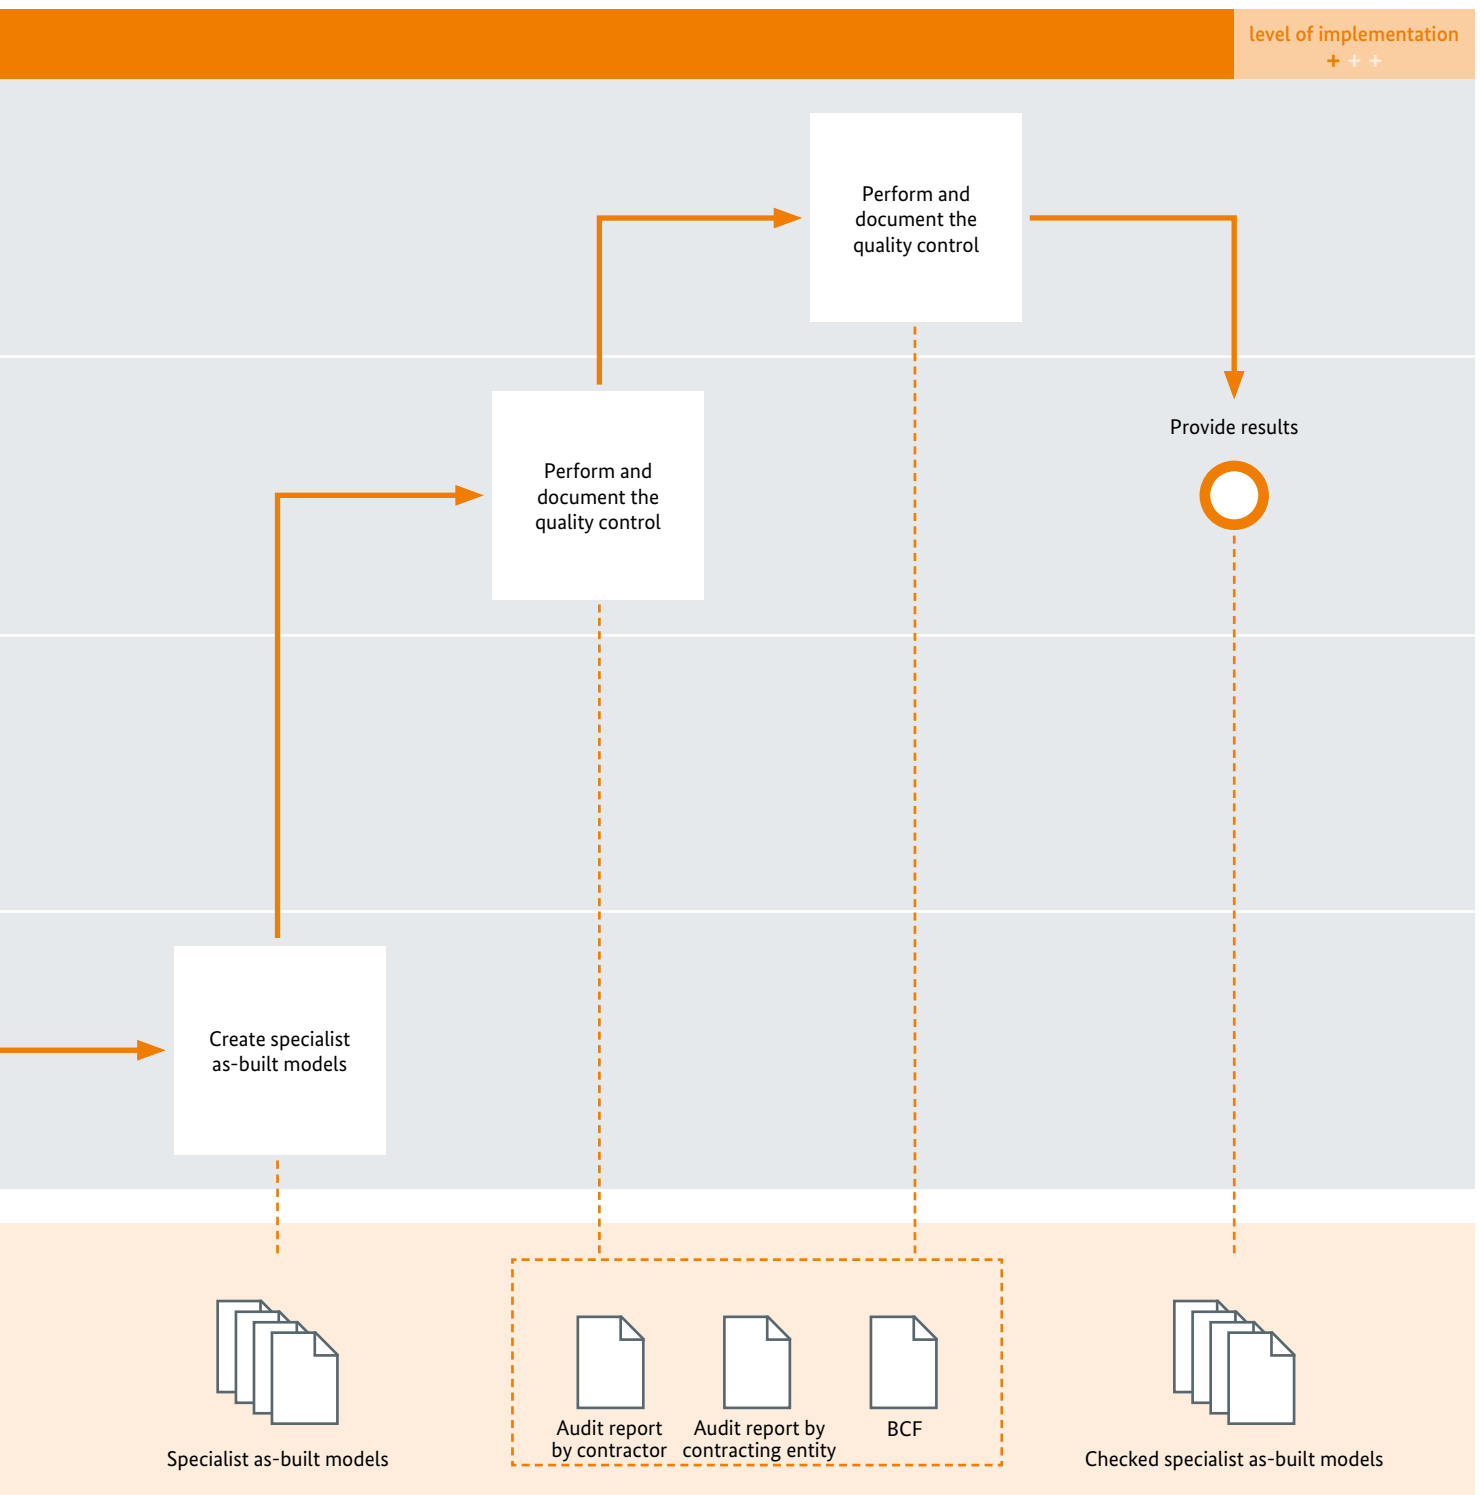 level of implementation
+ + +
Perform and
document the
quality control
Provide results
Perform and
document the
quality control
Create specialist
as-built models
Audit report
by contractor
Audit report by
contracting entity
BCF
Specialist as-built models
Checked specialist as-built models